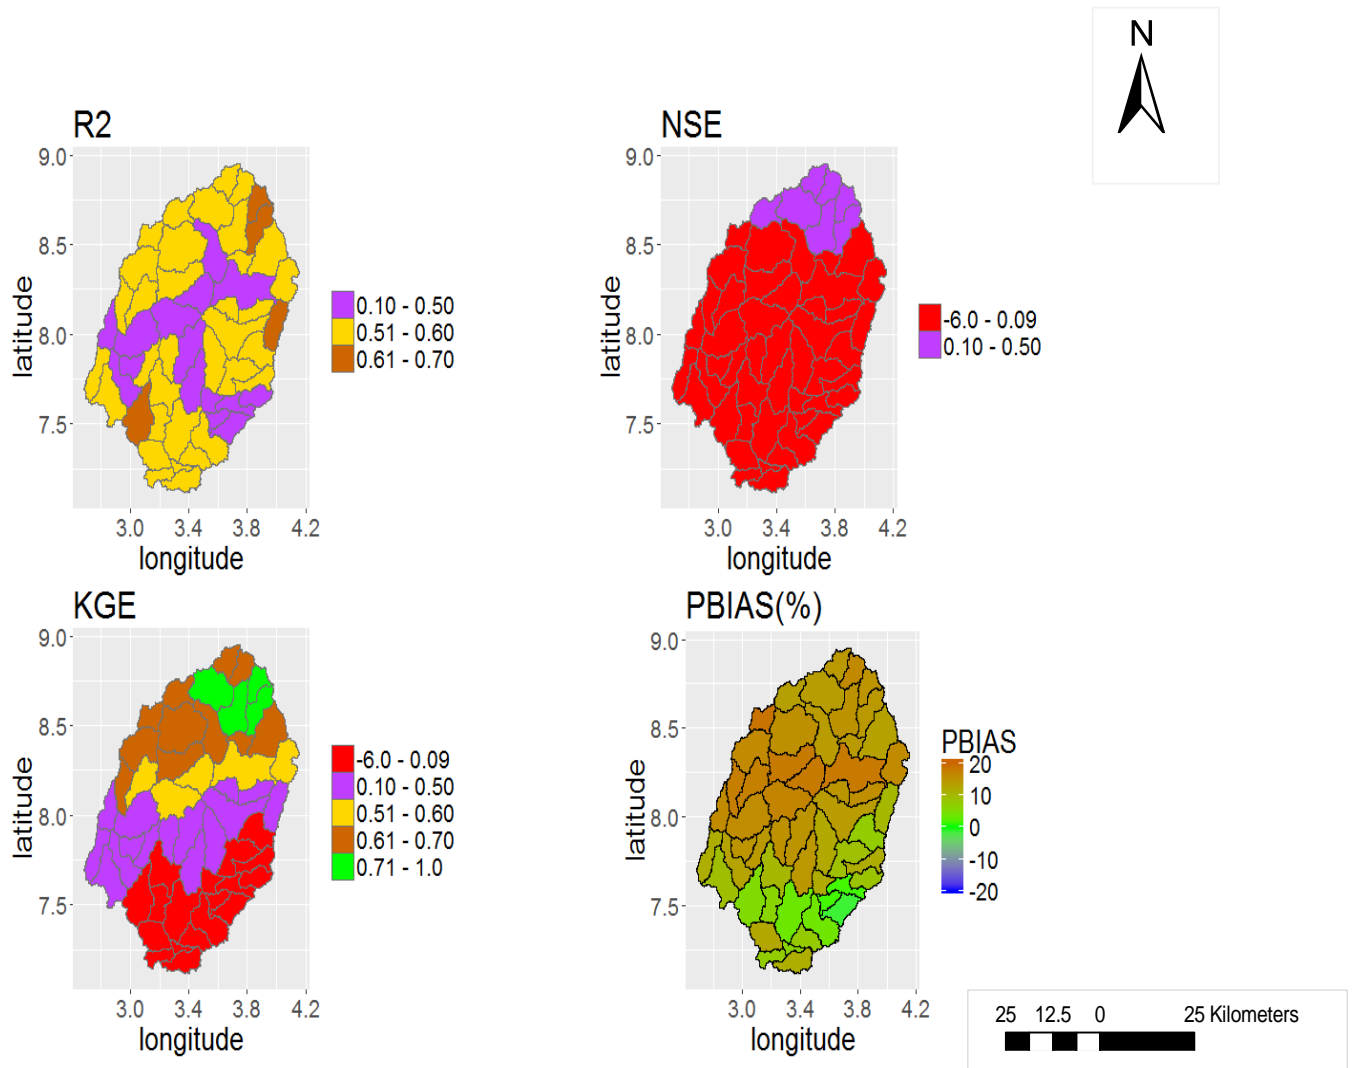 N
R2
9.0
8.5
8.0
7.5
latitude
3.0 3.4 3.8 4.2
longitude
0.10 - 0.50
0.51 - 0.60
0.61 - 0.70
NSE
9.0
8.5
8.0
7.5
latitude
3.0 3.4 3.8 4.2
longitude
-6.0 - 0.09
0.10 - 0.50
KGE
9.0
8.5
8.0
7.5
latitude
3.0 3.4 3.8 4.2
longitude
-6.0 - 0.09
0.10 - 0.50
0.51 - 0.60
0.61 - 0.70
0.71 - 1.0
PBIAS(%)
9.0
8.5
8.0
7.5
latitude
3.0 3.4 3.8 4.2
longitude
PBIAS
20
10
0
-10
-20
25 12.5 0 25 Kilometers